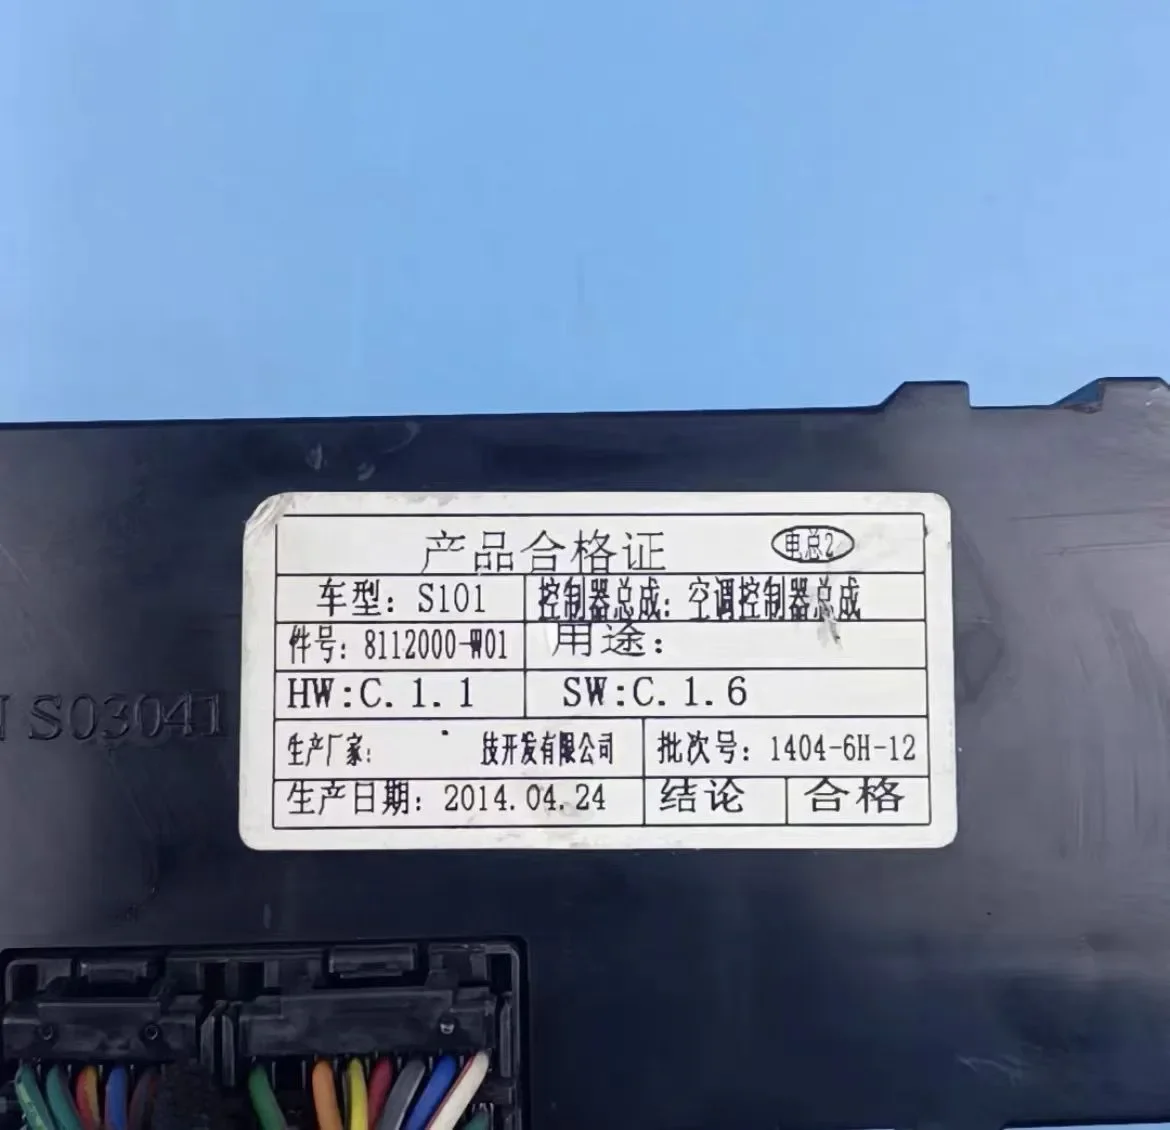 产品合格证 电总2
车型: S101 控制器总成: 空调控制器总成
件号: 8112000-W01 用途:
HW:C.1.1 SW:C.1.6
S03041
生产厂家: 技开发有限公司 批次号: 1404-6H-12
生产日期: 2014.04.24 结论 合格